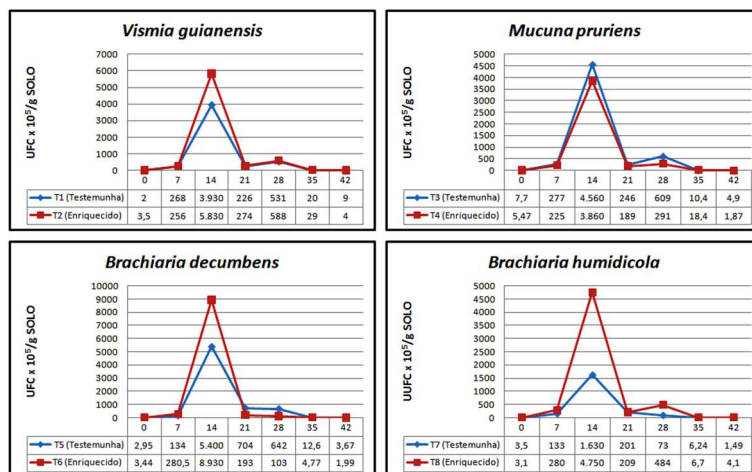 Vismia guianensis
UFC x 10⁵/g SOLO
7000
6000
5000
4000
3000
2000
1000
0
0 7 14 21 28 35 42
T1 (Testemunha) 2 268 3.930 226 531 20 9
T2 (Enriquecido) 3,5 256 5.830 274 588 29 4
Mucuna pruriens
UFC x 10⁵/g SOLO
5000
4500
4000
3500
3000
2500
2000
1500
1000
500
0
0 7 14 21 28 35 42
T3 (Testemunha) 7,7 277 4.560 246 609 10,4 4,9
T4 (Enriquecido) 5,47 225 3.860 189 291 18,4 1,87
Brachiaria decumbens
UFC x 10⁵/g SOLO
10000
9000
8000
7000
6000
5000
4000
3000
2000
1000
0
0 7 14 21 28 35 42
T5 (Testemunha) 2,95 134 5.400 704 642 12,6 3,67
T6 (Enriquecido) 3,44 280,5 8.930 193 103 4,77 1,99
Brachiaria humidicola
UUFC x 10⁵/g SOLO
5000
4500
4000
3500
3000
2500
2000
1500
1000
500
0
0 7 14 21 28 35 42
T7 (Testemunha) 3,5 133 1.630 201 73 6,24 1,49
T8 (Enriquecido) 3,1 280 4.750 209 484 6,7 4,1